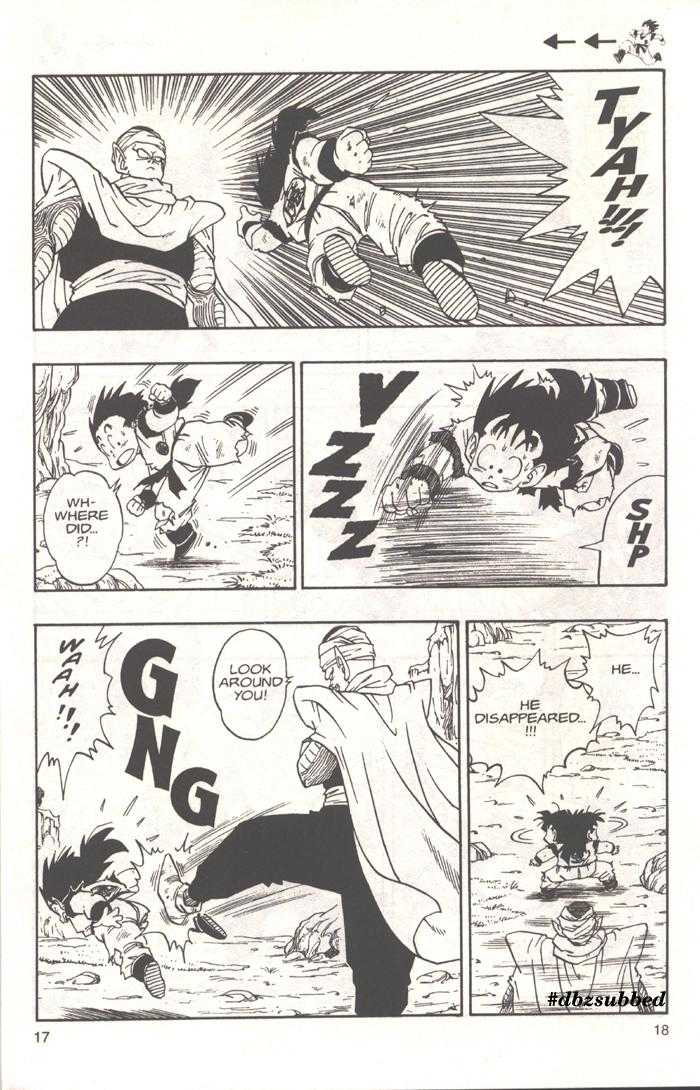 TYAH!!!
SHP
VZZZ
WH-
WHERE
DID...
?!
HE...
HE
DISAPPEARED...
!!!
LOOK
AROUND
YOU!
GNG
WAAH!!!
#dbzsubbed
17
18